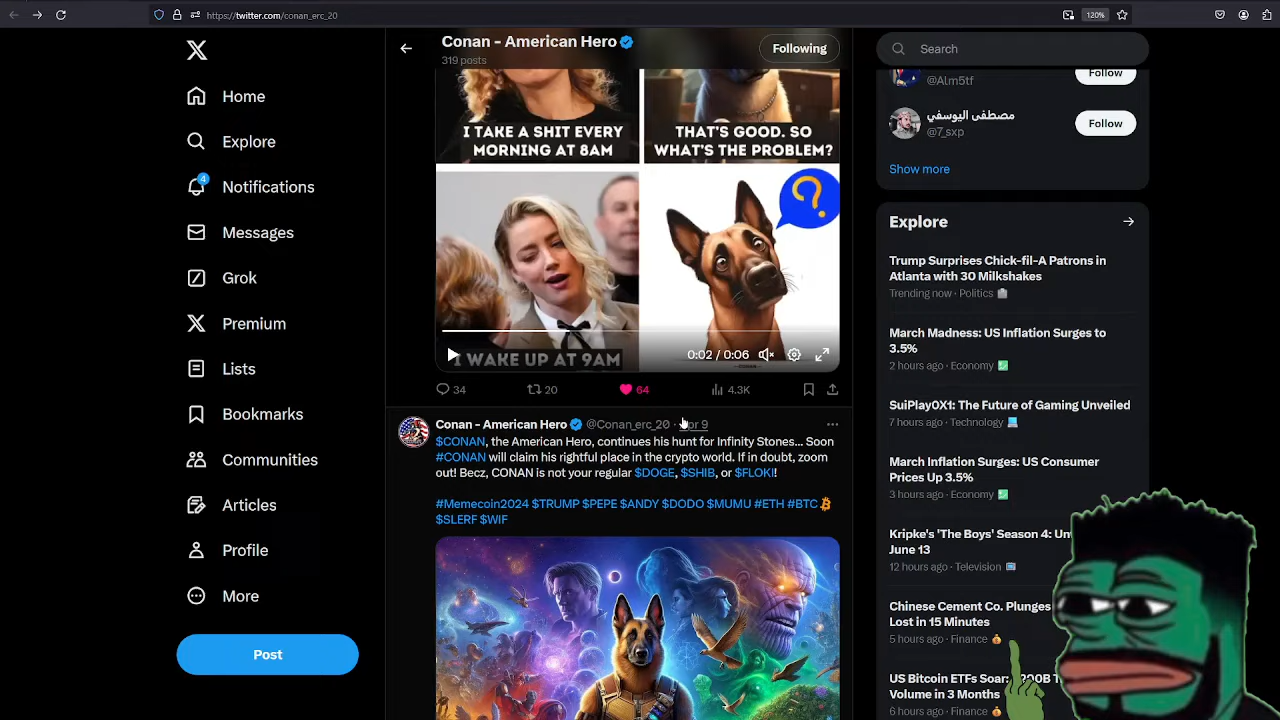 https://twitter.com/conan_erc_20
120%
Home
Explore
4
Notifications
Messages
Grok
Premium
Lists
Bookmarks
Communities
Articles
Profile
More
Post
Conan - American Hero
319 posts
Following
I TAKE A SHIT EVERY
MORNING AT 8AM
THAT'S GOOD. SO
WHAT'S THE PROBLEM?
?
I WAKE UP AT 9AM
0:02 / 0:06
34
20
64
4.3K
Conan - American Hero @Conan_erc_20 · Apr 9
$CONAN, the American Hero, continues his hunt for Infinity Stones... Soon
#CONAN will claim his rightful place in the crypto world. If in doubt, zoom
out! Becz, CONAN is not your regular $DOGE, $SHIB, or $FLOKI!
#Memecoin2024 $TRUMP $PEPE $ANDY $DODO $MUMU #ETH #BTC
$SLERF $WIF
Search
@Alm5tf
Follow
مصطفى اليوسفي
@7_sxp
Follow
Show more
Explore
Trump Surprises Chick-fil-A Patrons in
Atlanta with 30 Milkshakes
Trending now · Politics
March Madness: US Inflation Surges to
3.5%
2 hours ago · Economy
SuiPlay0X1: The Future of Gaming Unveiled
7 hours ago · Technology
March Inflation Surges: US Consumer
Prices Up 3.5%
3 hours ago · Economy
Kripke's 'The Boys' Season 4:
June 13
12 hours ago · Television
Chinese Cement Co. Plunges
Lost in 15 Minutes
5 hours ago · Finance
US Bitcoin ETFs
Volume in 3 Months
6 hours ago · Finance